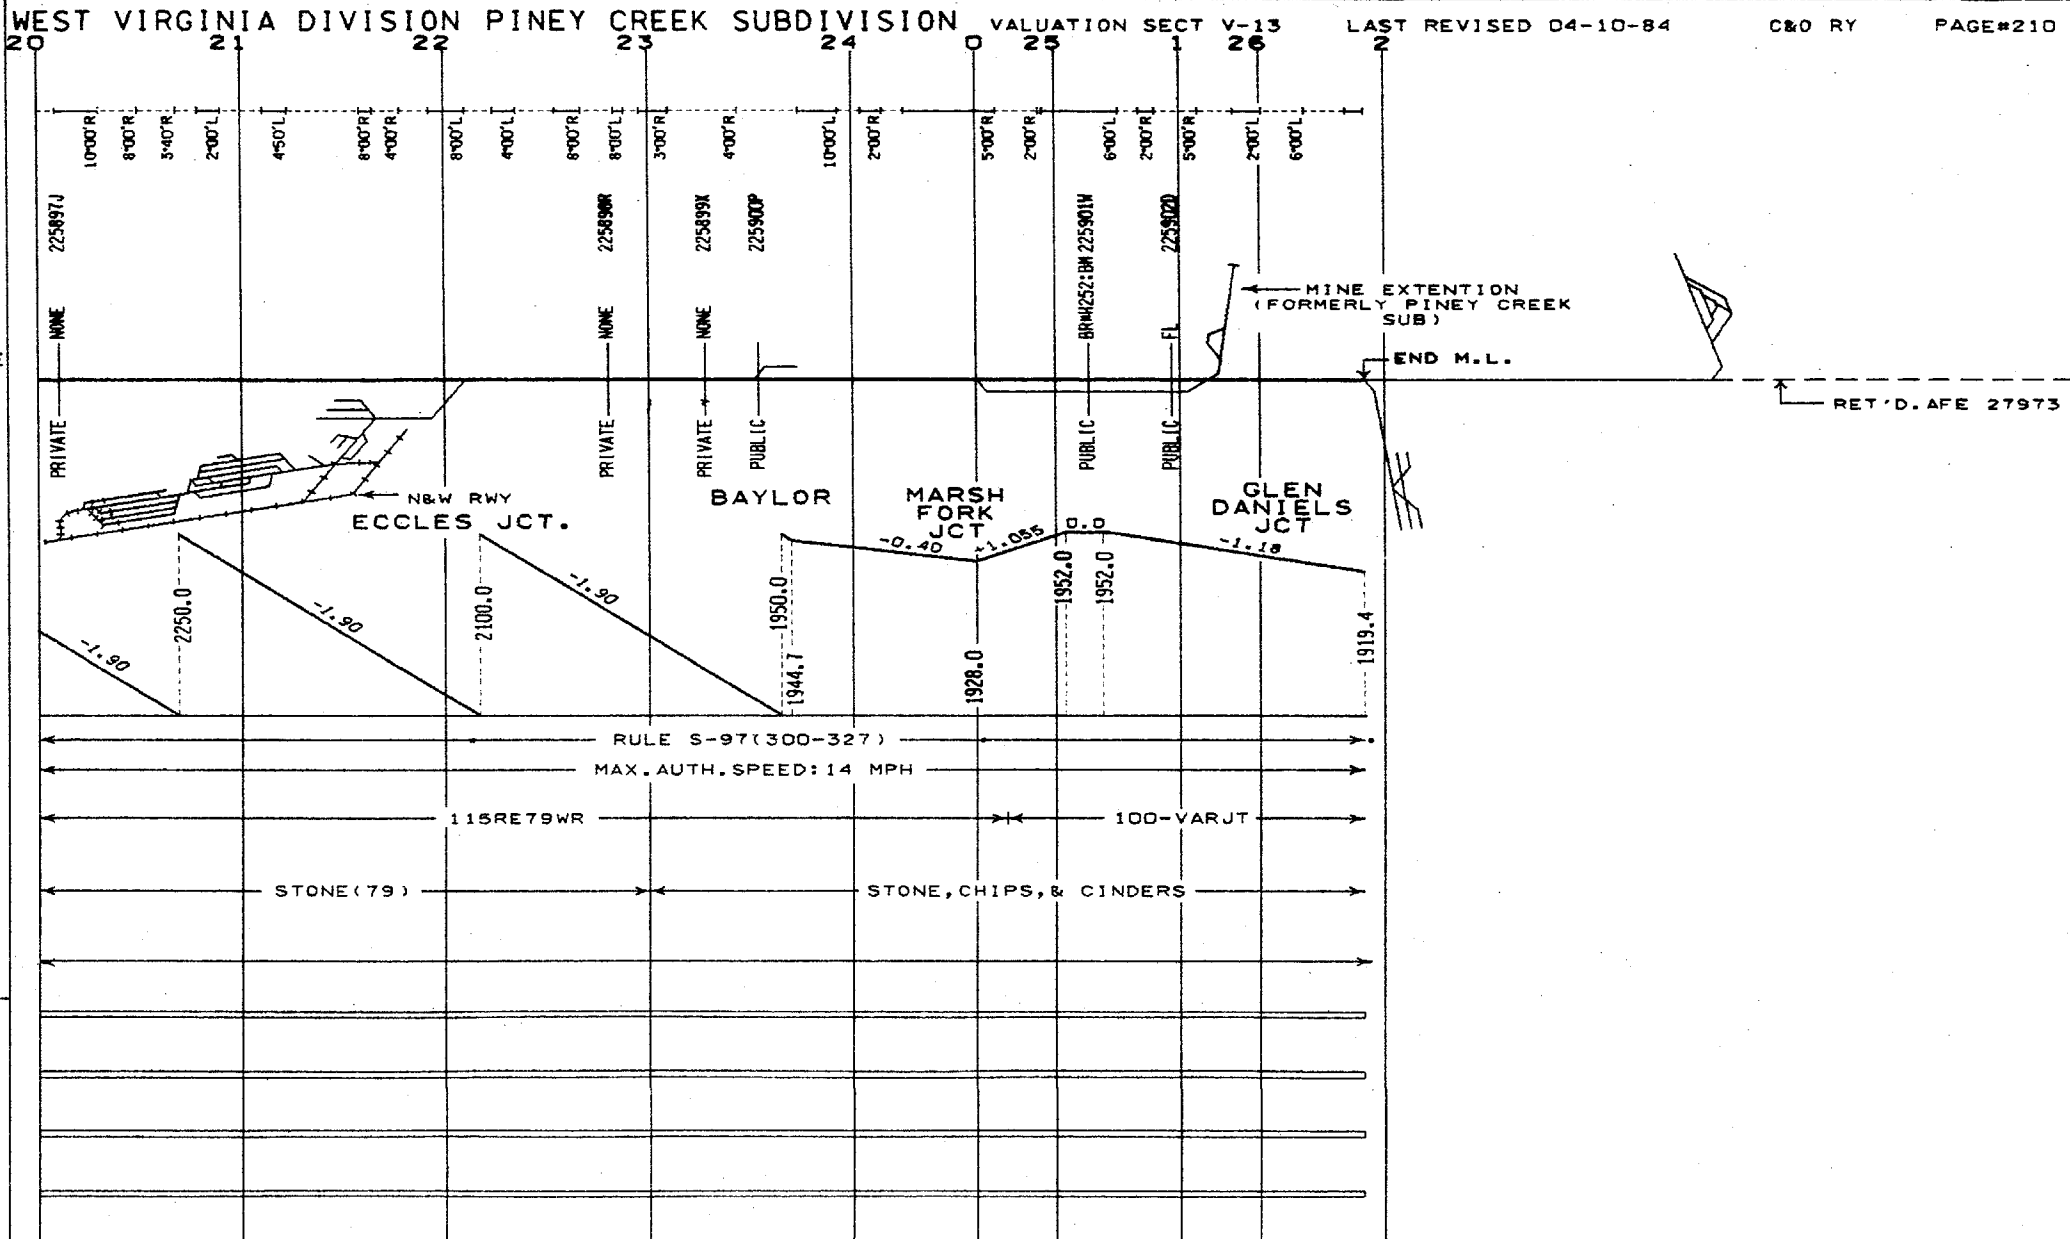 WEST VIRGINIA DIVISION PINEY CREEK SUBDIVISION VALUATION SECT V-13 LAST REVISED 04-10-84 C&O RY PAGE#210
20 21 22 23 24 0 25 1 26 2
10°00'R 8°00'R 3°40'R 2°00'L 4°50'L 8°00'R 4°00'R 8°00'L 4°00'L 8°00'R 8°00'L 3°00'R 4°00'R 10°00'L 2°00'R 5°00'R 2°00'R 6°00'L 2°00'R 5°00'R 2°00'L 6°00'L
225897J 225898R 225899X 225900P 225901W 225902D
NONE NONE NONE FL
MINE EXTENTION
(FORMERLY PINEY CREEK
SUB)
END M.L.
RET'D. AFE 27973
PRIVATE PRIVATE PRIVATE PUBLIC PUBLIC PUBLIC
N&W RWY
ECCLES JCT.
BAYLOR
MARSH
FORK
JCT
GLEN
DANIELS
JCT
-1.90 -1.90 -1.90 -0.40 +1.055 0.0 -1.18
2250.0 2100.0 1950.0 1944.7 1928.0 1952.0 1952.0 1919.4
RULE S-97(300-327)
MAX.AUTH.SPEED:14 MPH
115RE79WR 100-VARJT
STONE(79) STONE,CHIPS,& CINDERS